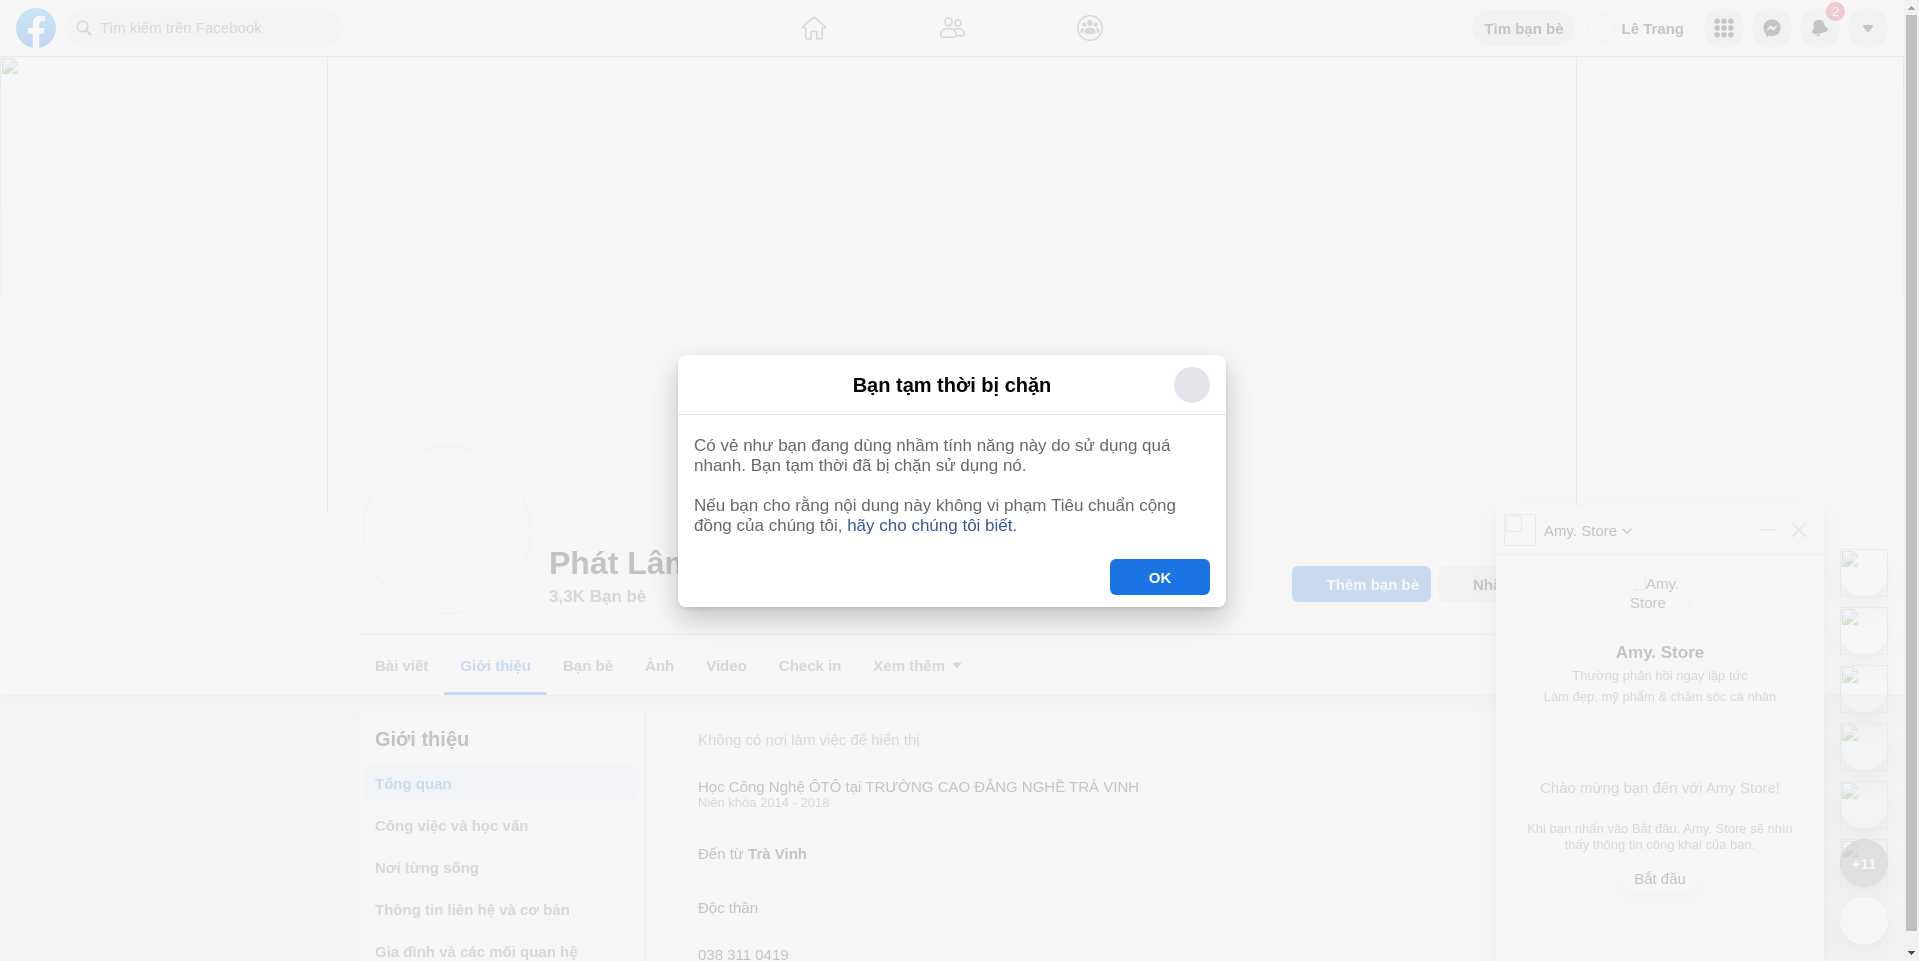 Tìm kiếm trên Facebook
Tìm bạn bè
Lê Trang
2
Bạn tạm thời bị chặn
Có vẻ như bạn đang dùng nhầm tính năng này do sử dụng quá
nhanh. Bạn tạm thời đã bị chặn sử dụng nó.
Nếu bạn cho rằng nội dung này không vi phạm Tiêu chuẩn cộng
đồng của chúng tôi, hãy cho chúng tôi biết.
OK
Phát Lâm
3,3K Bạn bè
Thêm bạn bè
Bài viết
Giới thiệu
Bạn bè
Ảnh
Video
Check in
Xem thêm
Giới thiệu
Tổng quan
Công việc và học vấn
Nơi từng sống
Thông tin liên hệ và cơ bản
Gia đình và các mối quan hệ
Không có nơi làm việc để hiển thị
Học Công Nghệ ÔTÔ tại TRƯỜNG CAO ĐẲNG NGHỀ TRÀ VINH
Niên khóa 2014 - 2018
Đến từ Trà Vinh
Độc thân
038 311 0419
Amy. Store
Amy.
Store
Amy. Store
Thường phản hồi ngay lập tức
Làm đẹp, mỹ phẩm & chăm sóc cá nhân
Chào mừng bạn đến với Amy Store!
Khi bạn nhấn vào Bắt đầu, Amy. Store sẽ nhìn
thấy thông tin công khai của bạn.
Bắt đầu
+11